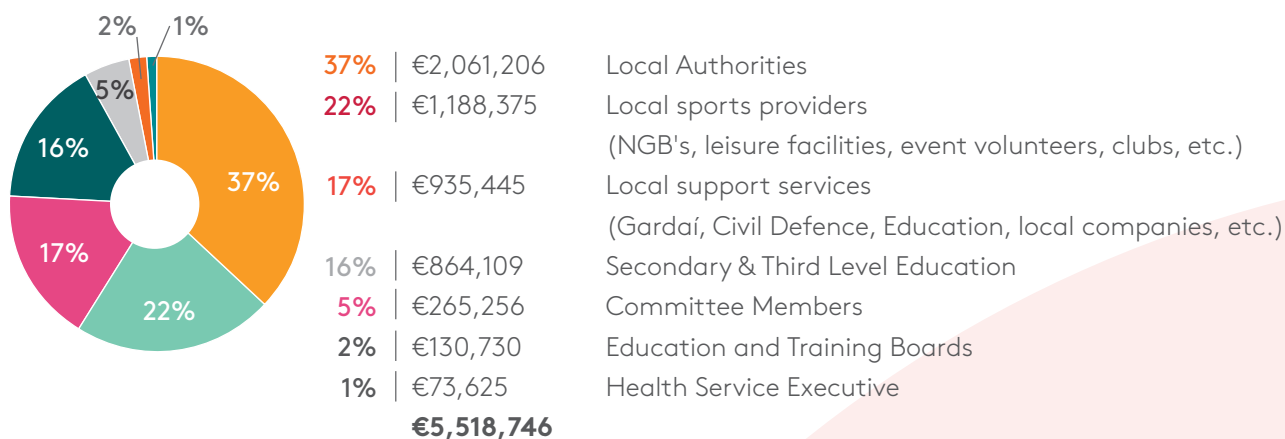 2% 1%
37% €2,061,206 Local Authorities
22% €1,188,375 Local sports providers
(NGB's, leisure facilities, event volunteers, clubs, etc.)
17% €935,445 Local support services
(Gardaí, Civil Defence, Education, local companies, etc.)
16% €864,109 Secondary & Third Level Education
5% €265,256 Committee Members
2% €130,730 Education and Training Boards
1% €73,625 Health Service Executive
€5,518,746
5%
16%
37%
17%
22%